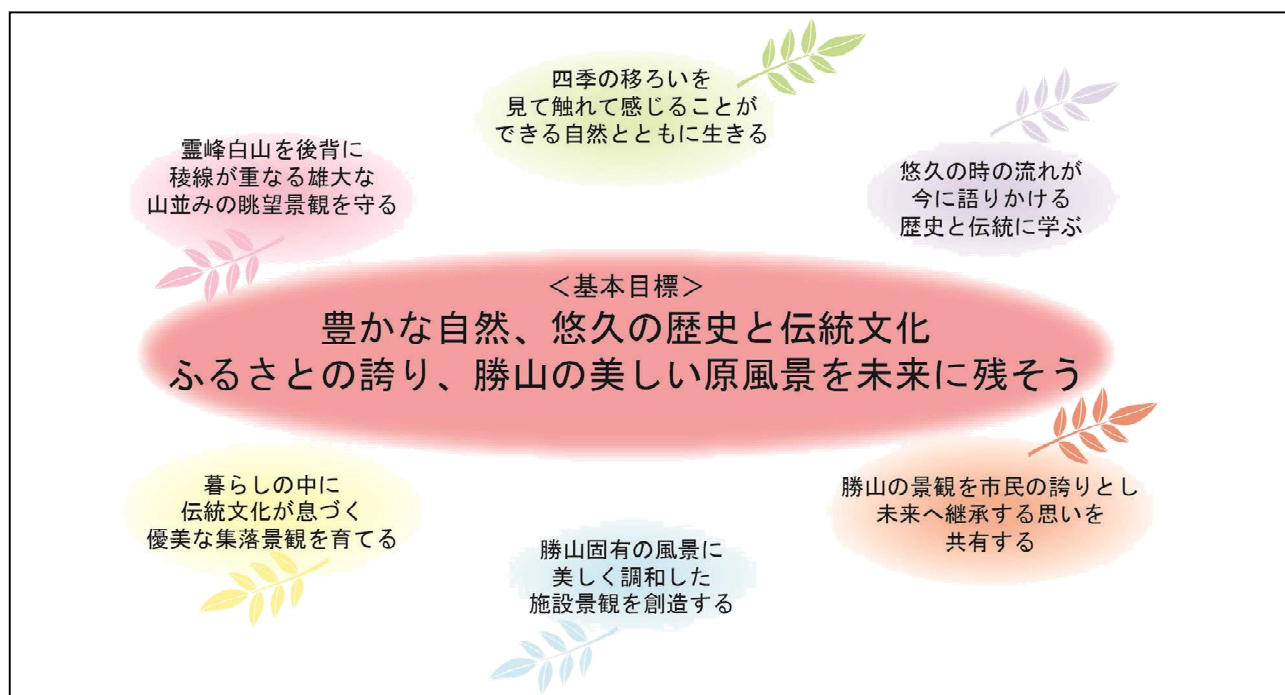 四季の移ろいを
見て触れて感じることが
できる自然とともに生きる
霊峰白山を後背に
稜線が重なる雄大な
山並みの眺望景観を守る
悠久の時の流れが
今に語りかける
歴史と伝統に学ぶ
＜基本目標＞
豊かな自然、悠久の歴史と伝統文化
ふるさとの誇り、勝山の美しい原風景を未来に残そう
暮らしの中に
伝統文化が息づく
優美な集落景観を育てる
勝山固有の風景に
美しく調和した
施設景観を創造する
勝山の景観を市民の誇りとし
未来へ継承する思いを
共有する